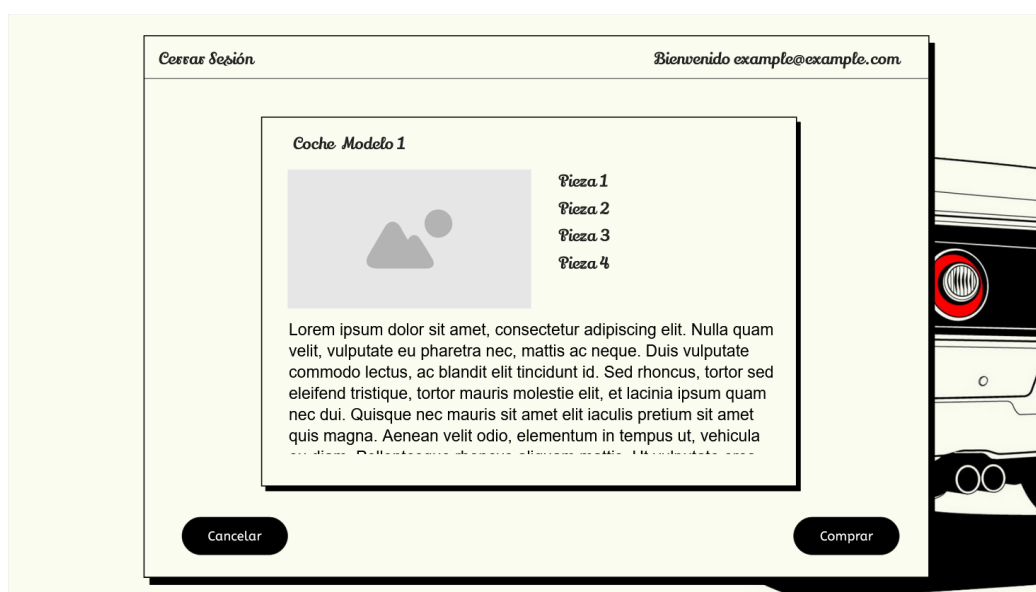 Cerrar Sesión
Bienvenido example@example.com
Coche Modelo 1
Pieza 1
Pieza 2
Pieza 3
Pieza 4
Lorem ipsum dolor sit amet, consectetur adipiscing elit. Nulla quam
velit, vulputate eu pharetra nec, mattis ac neque. Duis vulputate
commodo lectus, ac blandit elit tincidunt id. Sed rhoncus, tortor sed
eleifend tristique, tortor mauris molestie elit, et lacinia ipsum quam
nec dui. Quisque nec mauris sit amet elit iaculis pretium sit amet
quis magna. Aenean velit odio, elementum in tempus ut, vehicula
Cancelar
Comprar